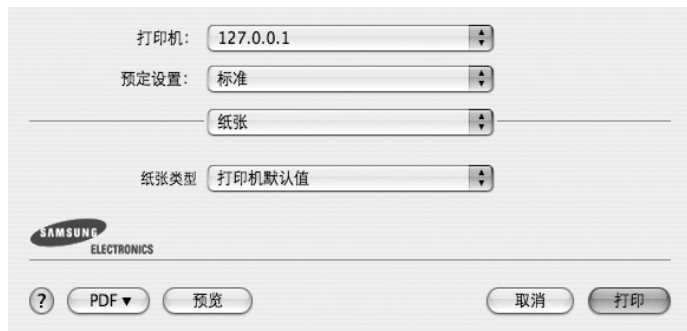 打印机： 127.0.0.1
预定设置： 标准
纸张
纸张类型 打印机默认值
SAMSUNG
ELECTRONICS
? PDF▼ 预览 取消 打印